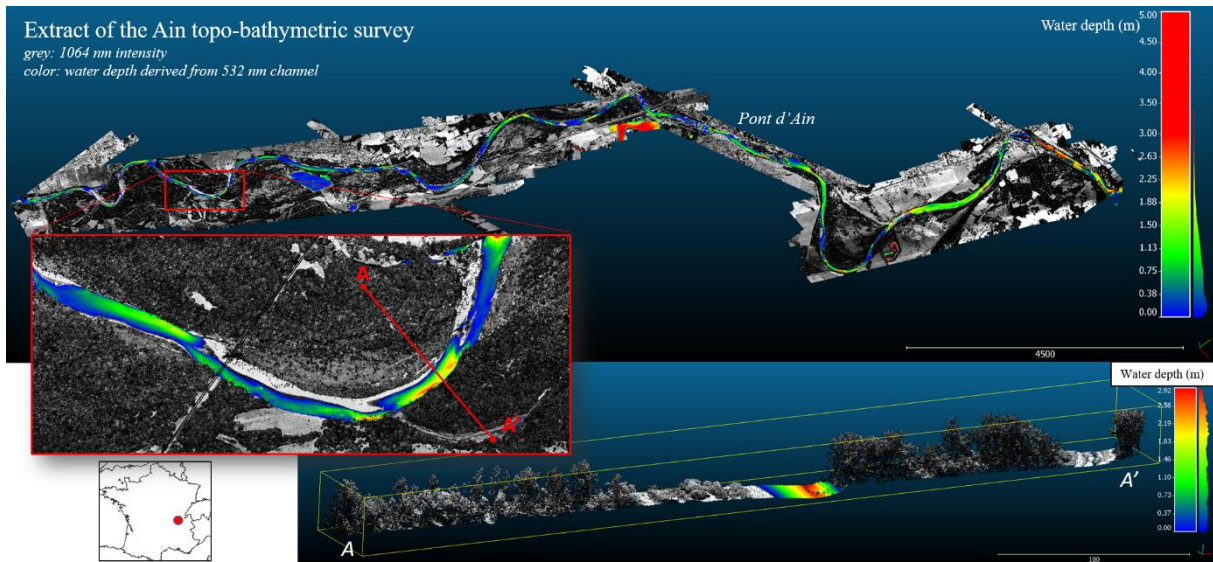 Extract of the Ain topo-bathymetric survey
grey: 1064 nm intensity
color: water depth derived from 532 nm channel
Pont d'Ain
Water depth (m)
5.00
4.50
4.00
3.50
3.00
2.63
2.25
1.88
1.50
1.13
0.75
0.38
0.00
4500
A
A'
Water depth (m)
2.92
2.56
2.19
1.83
1.46
1.10
0.73
0.37
0.00
A
A'
100